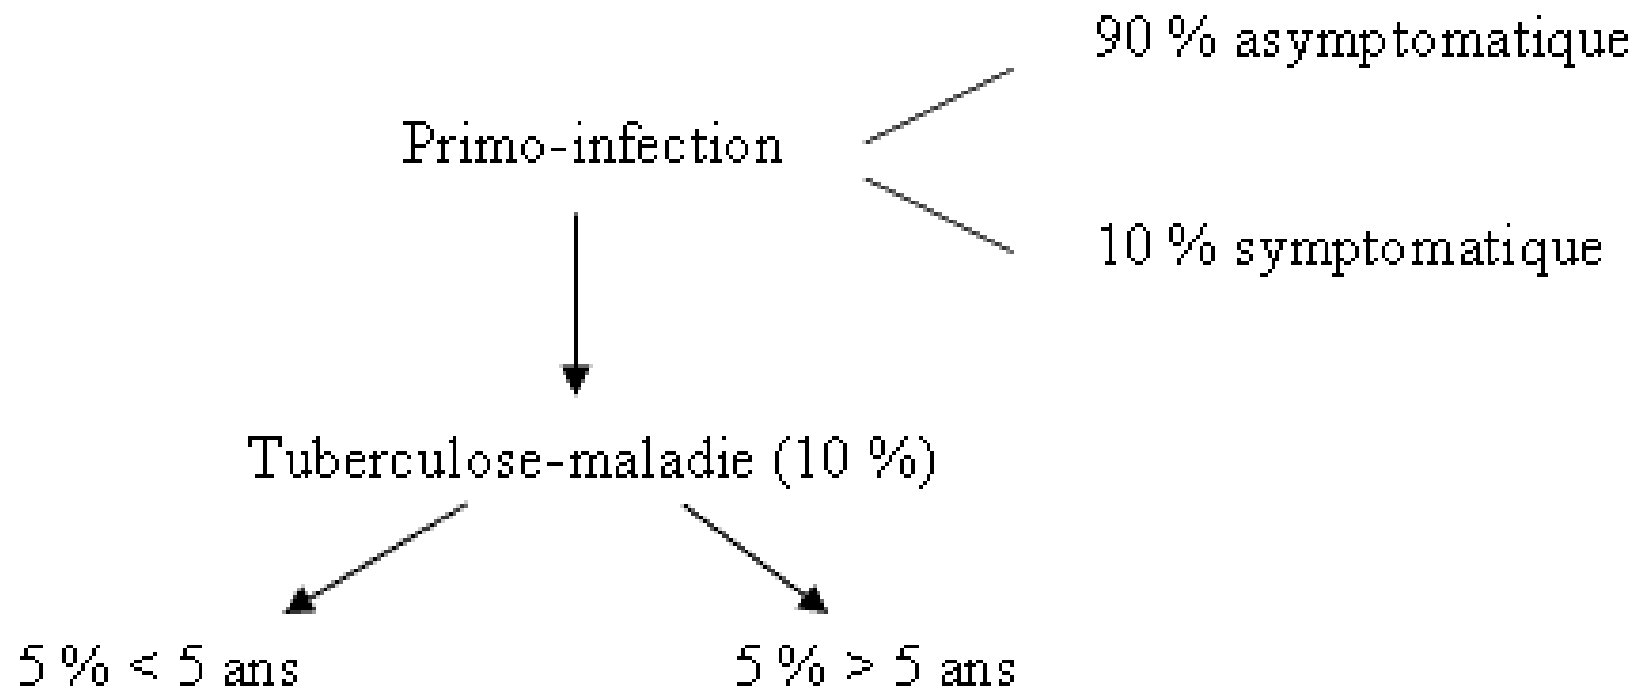 90 % asymptomatique
Primo-infection
10 % symptomatique
Tuberculose-maladie (10 %)
5 % < 5 ans
5 % > 5 ans